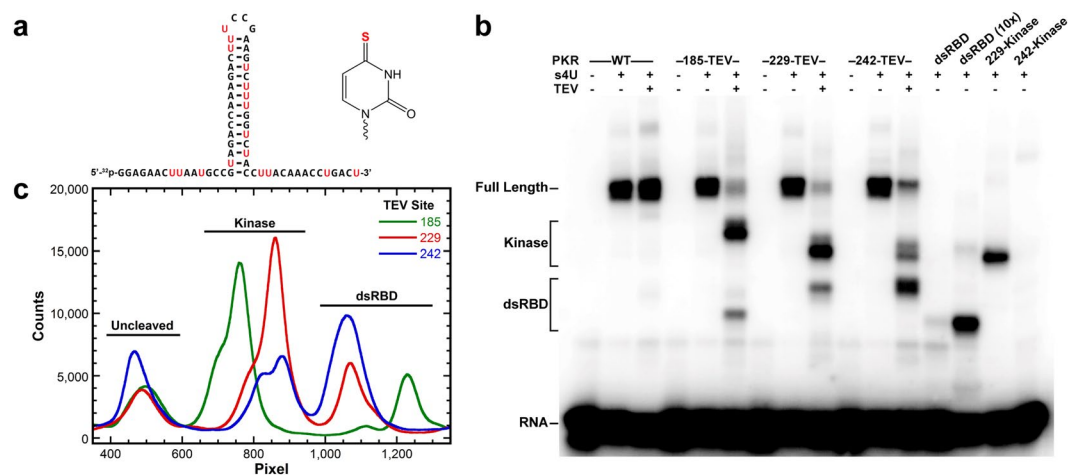 a
C C
U G
UAGACCAAAGACUU
AAGUCUUUGGUCUA
S
NH
N
O
5'-³²p-GGAGAACUUAAUGCCG
CCUUACAAACCUGACU-3'
b
PKR –WT– –185-TEV– –229-TEV– –242-TEV– dsRBD dsRBD (10x) 229-Kinase 242-Kinase
s4U - + + - + + - + + - + + + + + +
TEV - - + - - + - - + - - + - - - -
Full Length
Kinase
dsRBD
RNA
c
20,000
15,000
10,000
5,000
0
Counts
TEV Site
185
229
242
Kinase
dsRBD
Uncleaved
400 600 800 1,000 1,200
Pixel